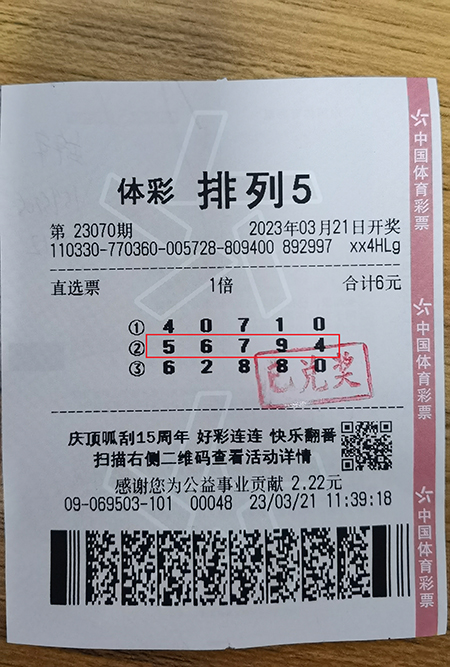 体彩 排列5
第 23070期 2023年03月21日开奖
110330-770360-005728-809400 892997 xx4HLg
直选票 1倍 合计6元
① 4 0 7 1 0
② 5 6 7 9 4
③ 6 2 8 8 0
已兑奖
庆顶呱刮15周年 好彩连连 快乐翻番
扫描右侧二维码查看活动详情
感谢您为公益事业贡献 2.22元
09-069503-101 00048 23/03/21 11:39:18
中国体育彩票
中国体育彩票
中国体育彩票